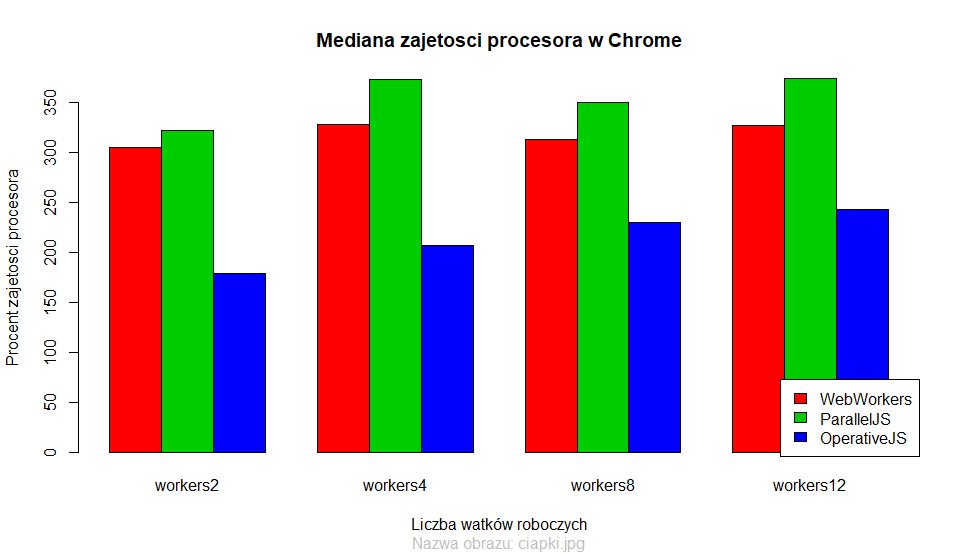 Mediana zajetosci procesora w Chrome
Procent zajetosci procesora
350
300
250
200
150
100
50
0
WebWorkers
ParallelJS
OperativeJS
workers2
workers4
workers8
workers12
Liczba watków roboczych
Nazwa obrazu: ciapki.jpg